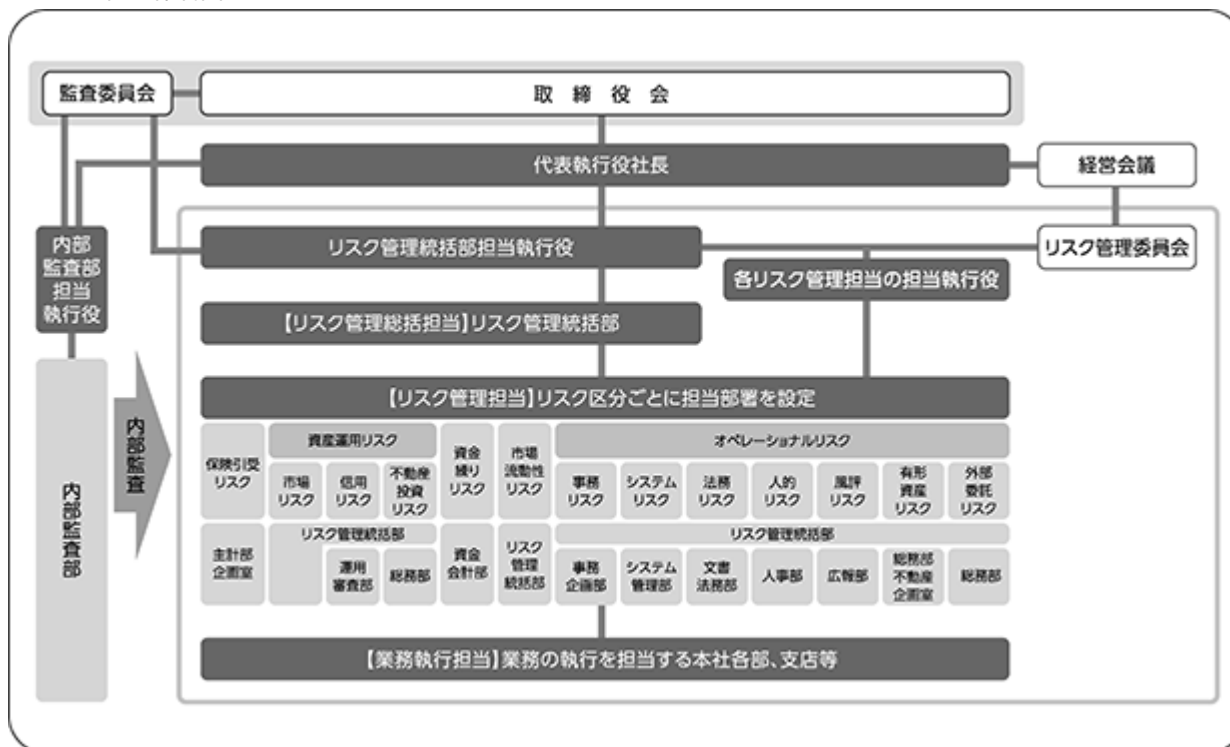 監査委員会
取締役会
代表執行役社長
経営会議
内部
監査部
担当
執行役
リスク管理統括部担当執行役
リスク管理委員会
各リスク管理担当の担当執行役
【リスク管理総括担当】リスク管理統括部
内部監査部
内部監査
【リスク管理担当】リスク区分ごとに担当部署を設定
保険引受
リスク
資産運用リスク
市場
リスク
信用
リスク
不動産
投資
リスク
資金
繰り
リスク
市場
流動性
リスク
オペレーショナルリスク
事務
リスク
システム
リスク
法務
リスク
人的
リスク
風評
リスク
有形
資産
リスク
外部
委託
リスク
主計部
企画室
リスク管理統括部
運用
審査部
総務部
資金
会計部
リスク
管理
統括部
リスク管理統括部
事務
企画部
システム
管理部
文書
法務部
人事部
広報部
総務部
不動産
企画室
総務部
【業務執行担当】業務の執行を担当する本社各部、支店等